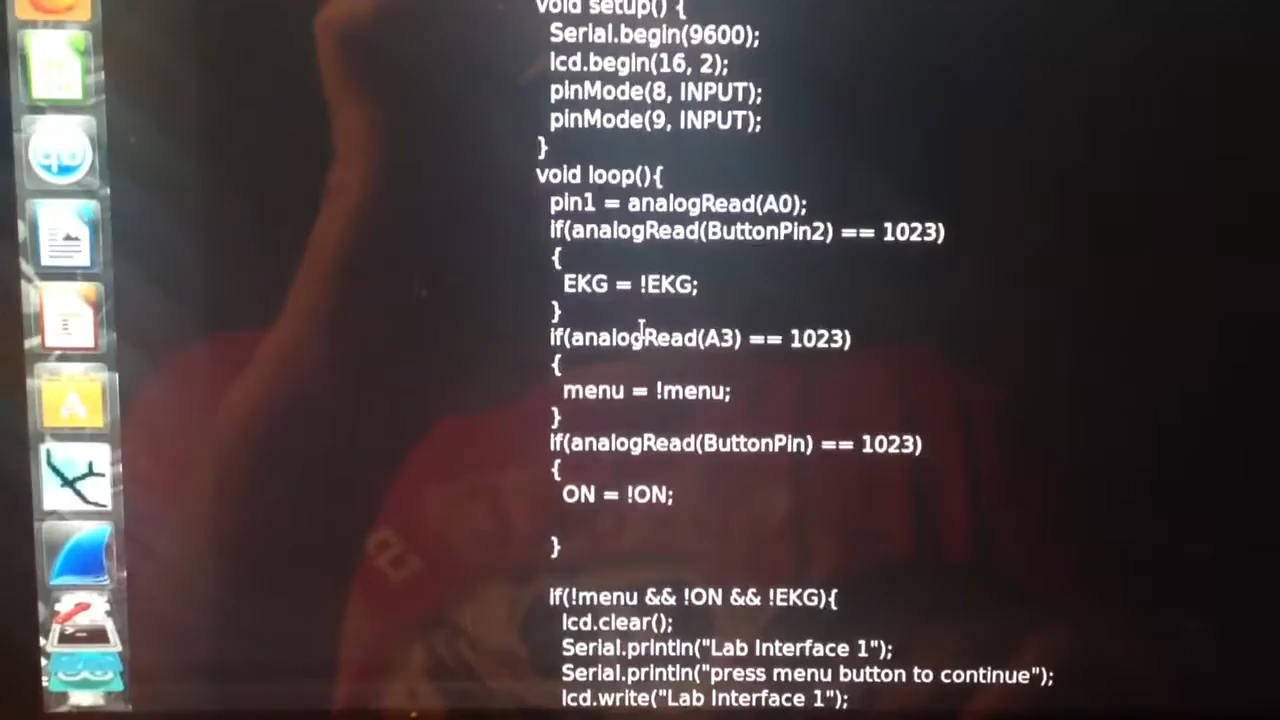 void setup() {
Serial.begin(9600);
lcd.begin(16, 2);
pinMode(8, INPUT);
pinMode(9, INPUT);
}
void loop(){
pin1 = analogRead(A0);
if(analogRead(ButtonPin2) == 1023)
{
EKG = !EKG;
}
if(analogRead(A3) == 1023)
{
menu = !menu;
}
if(analogRead(ButtonPin) == 1023)
{
ON = !ON;
}
if(!menu && !ON && !EKG){
lcd.clear();
Serial.println("Lab Interface 1");
Serial.println("press menu button to continue");
lcd.write("Lab Interface 1");